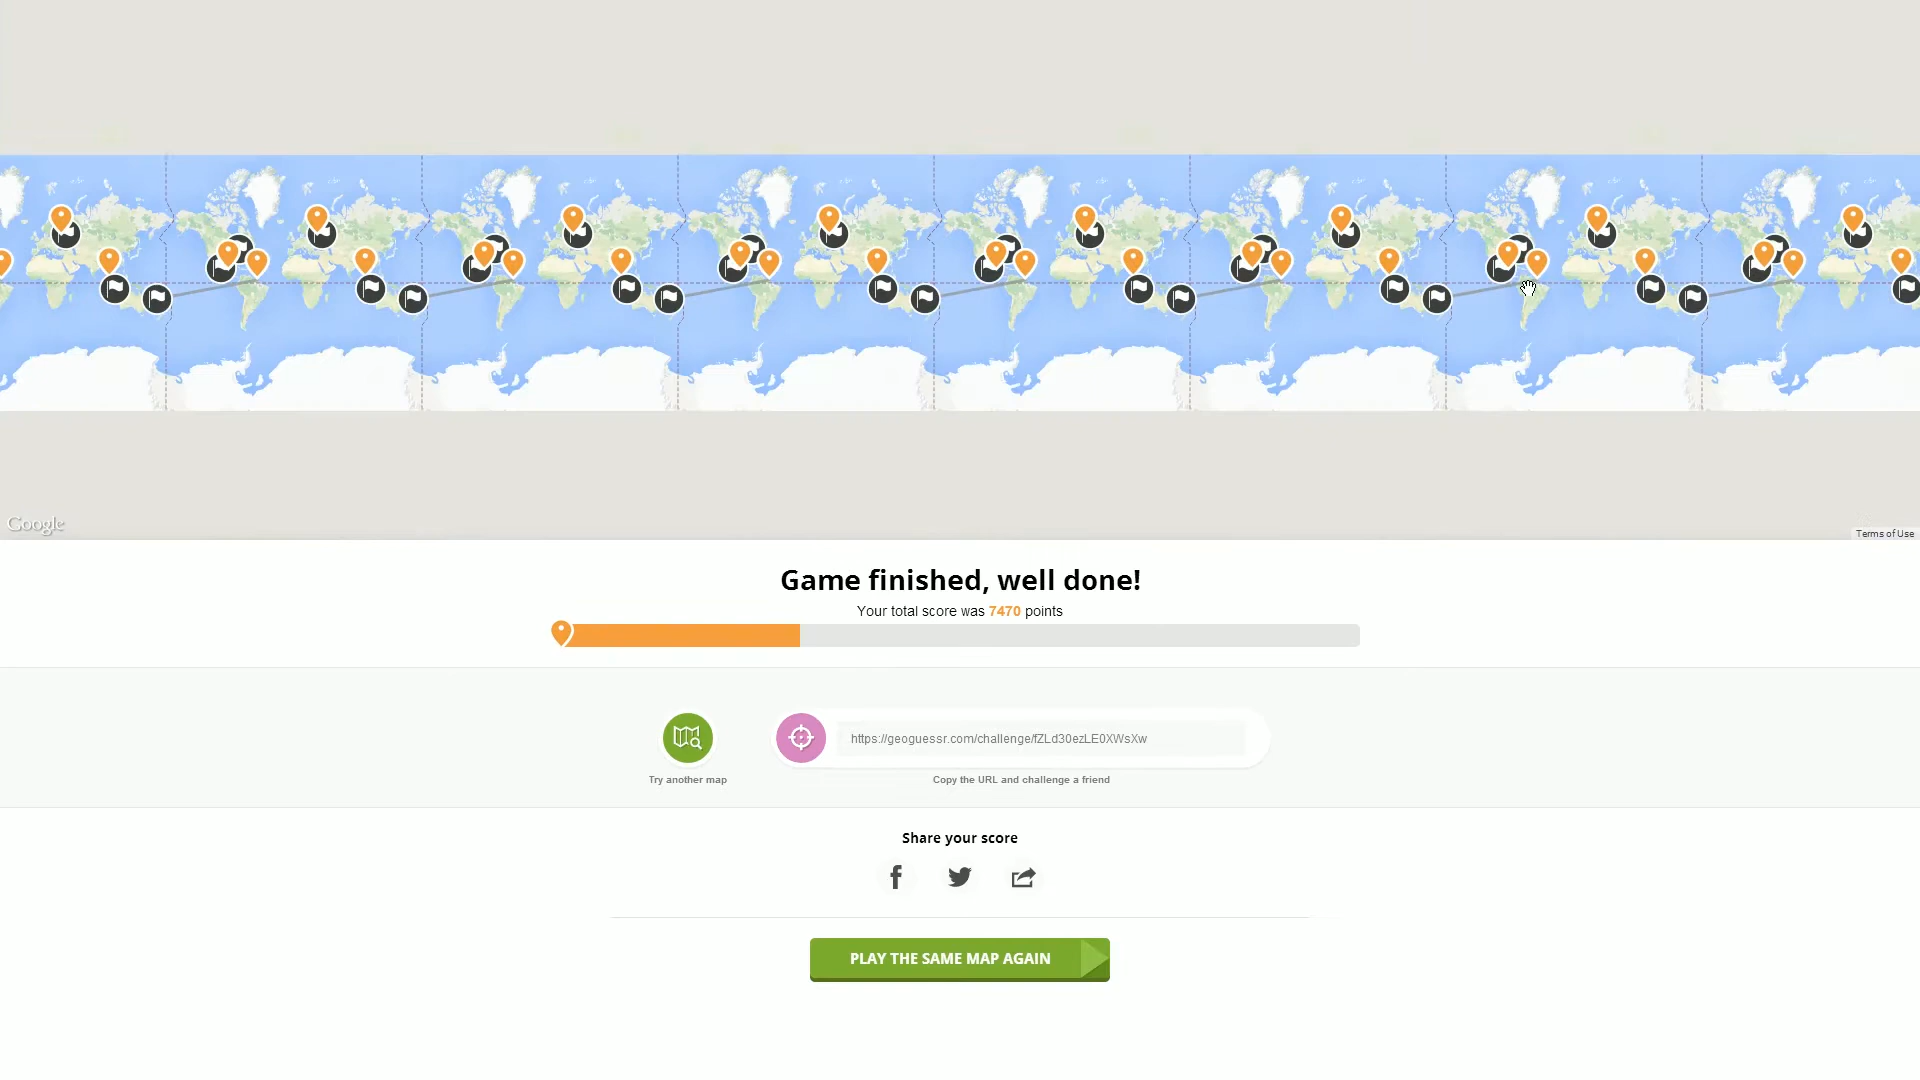 Google
Terms of Use
Game finished, well done!
Your total score was 7470 points
https://geoguessr.com/challenge/fZLd30ezLE0XWsXw
Try another map
Copy the URL and challenge a friend
Share your score
PLAY THE SAME MAP AGAIN